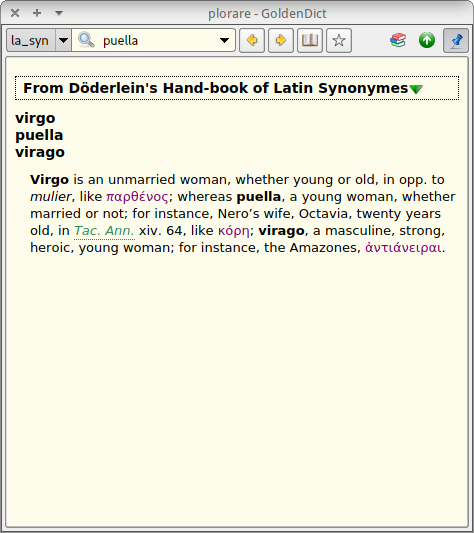 plorare - GoldenDict
la_syn puella
From Döderlein's Hand-book of Latin Synonymes
virgo
puella
virago
Virgo is an unmarried woman, whether young or old, in opp. to
mulier, like παρθένος; whereas puella, a young woman, whether
married or not; for instance, Nero’s wife, Octavia, twenty years
old, in Tac. Ann. xiv. 64, like κόρη; virago, a masculine, strong,
heroic, young woman; for instance, the Amazones, ἀντιάνειραι.